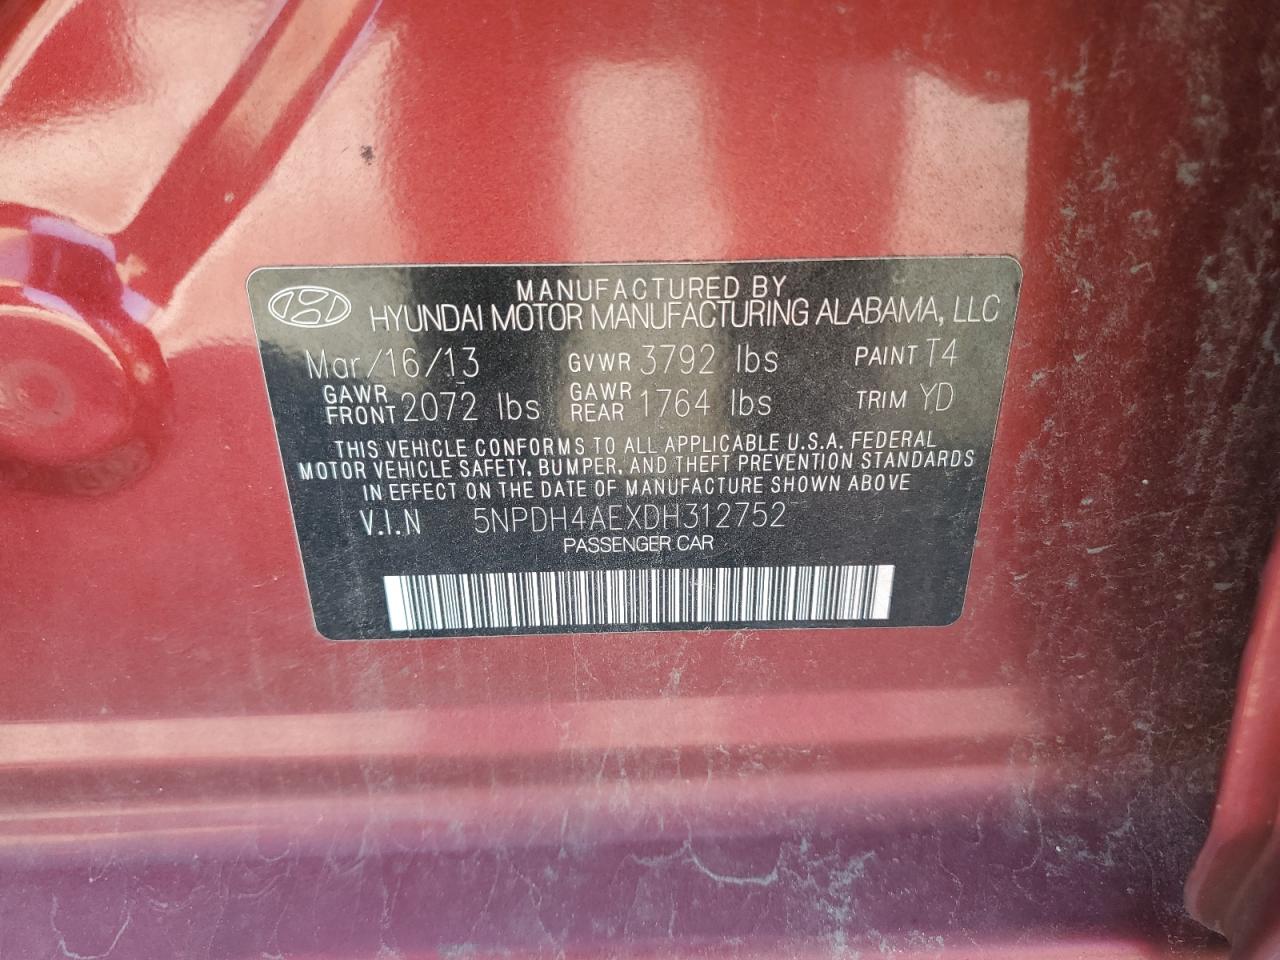 MANUFACTURED BY
HYUNDAI MOTOR MANUFACTURING ALABAMA, LLC
Mar/16/13 GVWR 3792 lbs PAINT T4
GAWR FRONT 2072 lbs GAWR REAR 1764 lbs TRIM YD
THIS VEHICLE CONFORMS TO ALL APPLICABLE U.S.A. FEDERAL
MOTOR VEHICLE SAFETY, BUMPER, AND THEFT PREVENTION STANDARDS
IN EFFECT ON THE DATE OF MANUFACTURE SHOWN ABOVE
V.I.N 5NPDH4AEXDH312752
PASSENGER CAR